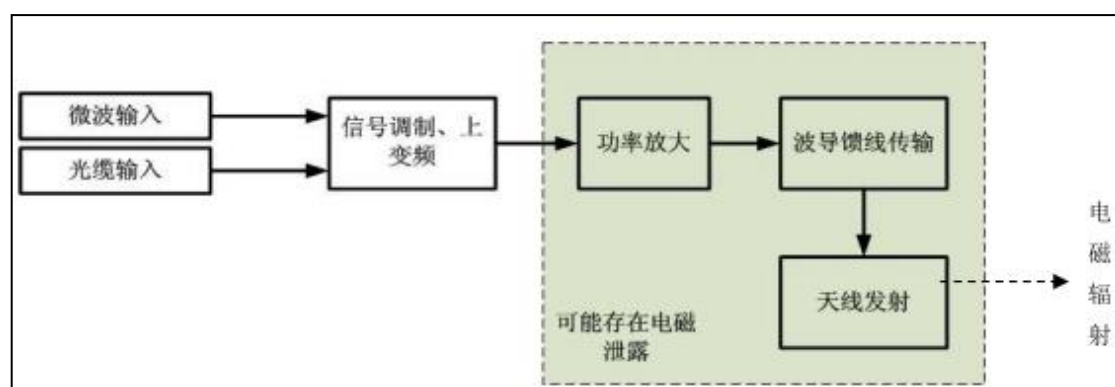 微波输入
光缆输入
信号调制、上
变频
功率放大
波导馈线传输
天线发射
可能存在电磁
泄露
电
磁
辐
射